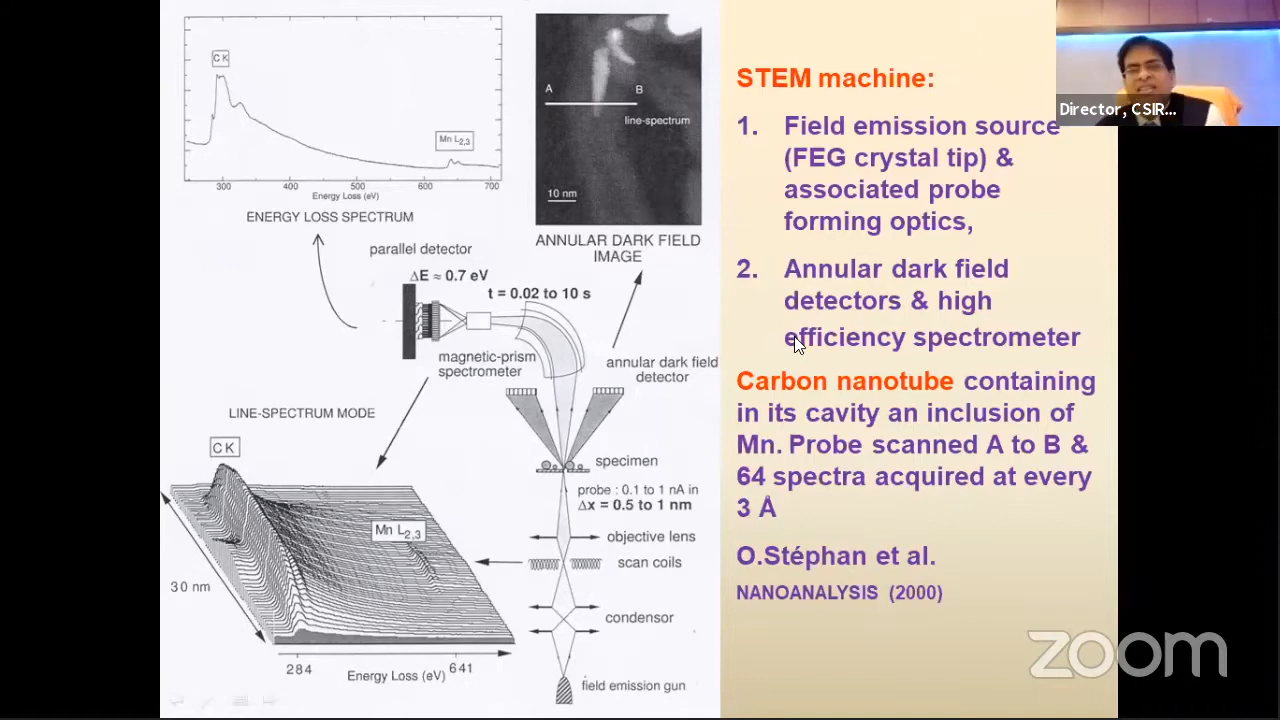 700
600
500
400
300
C K
Mn L2,3
Energy Loss (eV)
ENERGY LOSS SPECTRUM
A
B
line-spectrum
10 nm
ANNULAR DARK FIELD
IMAGE
parallel detector
ΔE ≈ 0.7 eV
t = 0.02 to 10 s
magnetic-prism
spectrometer
annular dark field
detector
LINE-SPECTRUM MODE
C K
Mn L2,3
30 nm
284
641
Energy Loss (eV)
specimen
probe : 0.1 to 1 nA in
Δx = 0.5 to 1 nm
objective lens
scan coils
condensor
field emission gun
STEM machine:
1. Field emission source
(FEG crystal tip) &
associated probe
forming optics,
2. Annular dark field
detectors & high
efficiency spectrometer
Carbon nanotube containing
in its cavity an inclusion of
Mn. Probe scanned A to B &
64 spectra acquired at every
3 Å
O.Stéphan et al.
NANOANALYSIS (2000)
Director, CSIR...
zoom